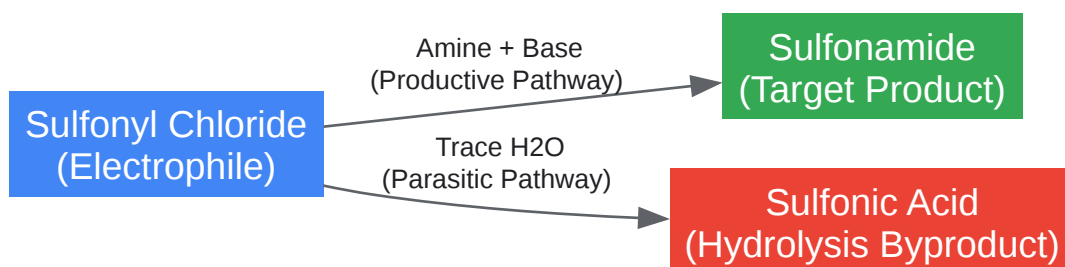 Sulfonyl Chloride
(Electrophile)
Amine + Base
(Productive Pathway)
Sulfonamide
(Target Product)
Trace H2O
(Parasitic Pathway)
Sulfonic Acid
(Hydrolysis Byproduct)